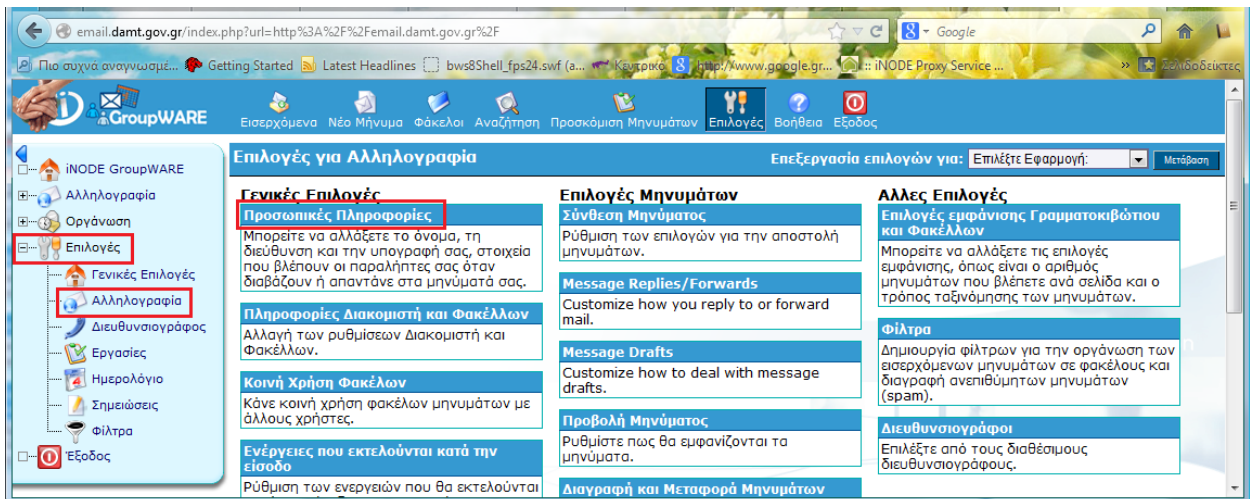 email.damt.gov.gr/index.php?url=http%3A%2F%2Femail.damt.gov.gr%2F
Google
Πιο συχνά αναγνωσμέ... Getting Started Latest Headlines bws8Shell_fps24.swf (a... Κεντρικό http://www.google.gr... :: iNODE Proxy Service ... » Σελιδοδείκτες
iD GroupWARE
Εισερχόμενα Νέο Μήνυμα Φάκελοι Αναζήτηση Προσκόμιση Μηνυμάτων Επιλογές Βοήθεια Έξοδος
iNODE GroupWARE
Αλληλογραφία
Οργάνωση
Επιλογές
Γενικές Επιλογές
Αλληλογραφία
Διευθυνσιογράφος
Εργασίες
Ημερολόγιο
Σημειώσεις
Φίλτρα
Έξοδος
Επιλογές για Αλληλογραφία
Επεξεργασία επιλογών για: Επιλέξτε Εφαρμογή: Μετάβαση
Γενικές Επιλογές
Προσωπικές Πληροφορίες
Μπορείτε να αλλάξετε το όνομα, τη
διεύθυνση και την υπογραφή σας, στοιχεία
που βλέπουν οι παραλήπτες σας όταν
διαβάζουν ή απαντάνε στα μηνύματά σας.
Πληροφορίες Διακομιστή και Φακέλλων
Αλλαγή των ρυθμίσεων Διακομιστή και
Φακέλλων.
Κοινή Χρήση Φακέλων
Κάνε κοινή χρήση φακέλων μηνυμάτων με
άλλους χρήστες.
Ενέργειες που εκτελούνται κατά την
είσοδο
Ρύθμιση των ενεργειών που θα εκτελούνται
Επιλογές Μηνυμάτων
Σύνθεση Μηνύματος
Ρύθμιση των επιλογών για την αποστολή
μηνυμάτων.
Message Replies/Forwards
Customize how you reply to or forward
mail.
Message Drafts
Customize how to deal with message
drafts.
Προβολή Μηνύματος
Ρυθμίστε πως θα εμφανίζονται τα
μηνύματα.
Διαγραφή και Μεταφορά Μηνυμάτων
Αλλες Επιλογές
Επιλογές εμφάνισης Γραμματοκιβώτιου
και Φακέλλων
Μπορείτε να αλλάξετε τις επιλογές
εμφάνισης, όπως είναι ο αριθμός
μηνυμάτων που βλέπετε ανά σελίδα και ο
τρόπος ταξινόμησης των μηνυμάτων.
Φίλτρα
Δημιουργία φίλτρων για την οργάνωση των
εισερχόμενων μηνυμάτων σε φακέλους και
διαγραφή ανεπιθύμητων μηνυμάτων
(spam).
Διευθυνσιογράφοι
Επιλέξτε από τους διαθέσιμους
διευθυνσιογράφους.